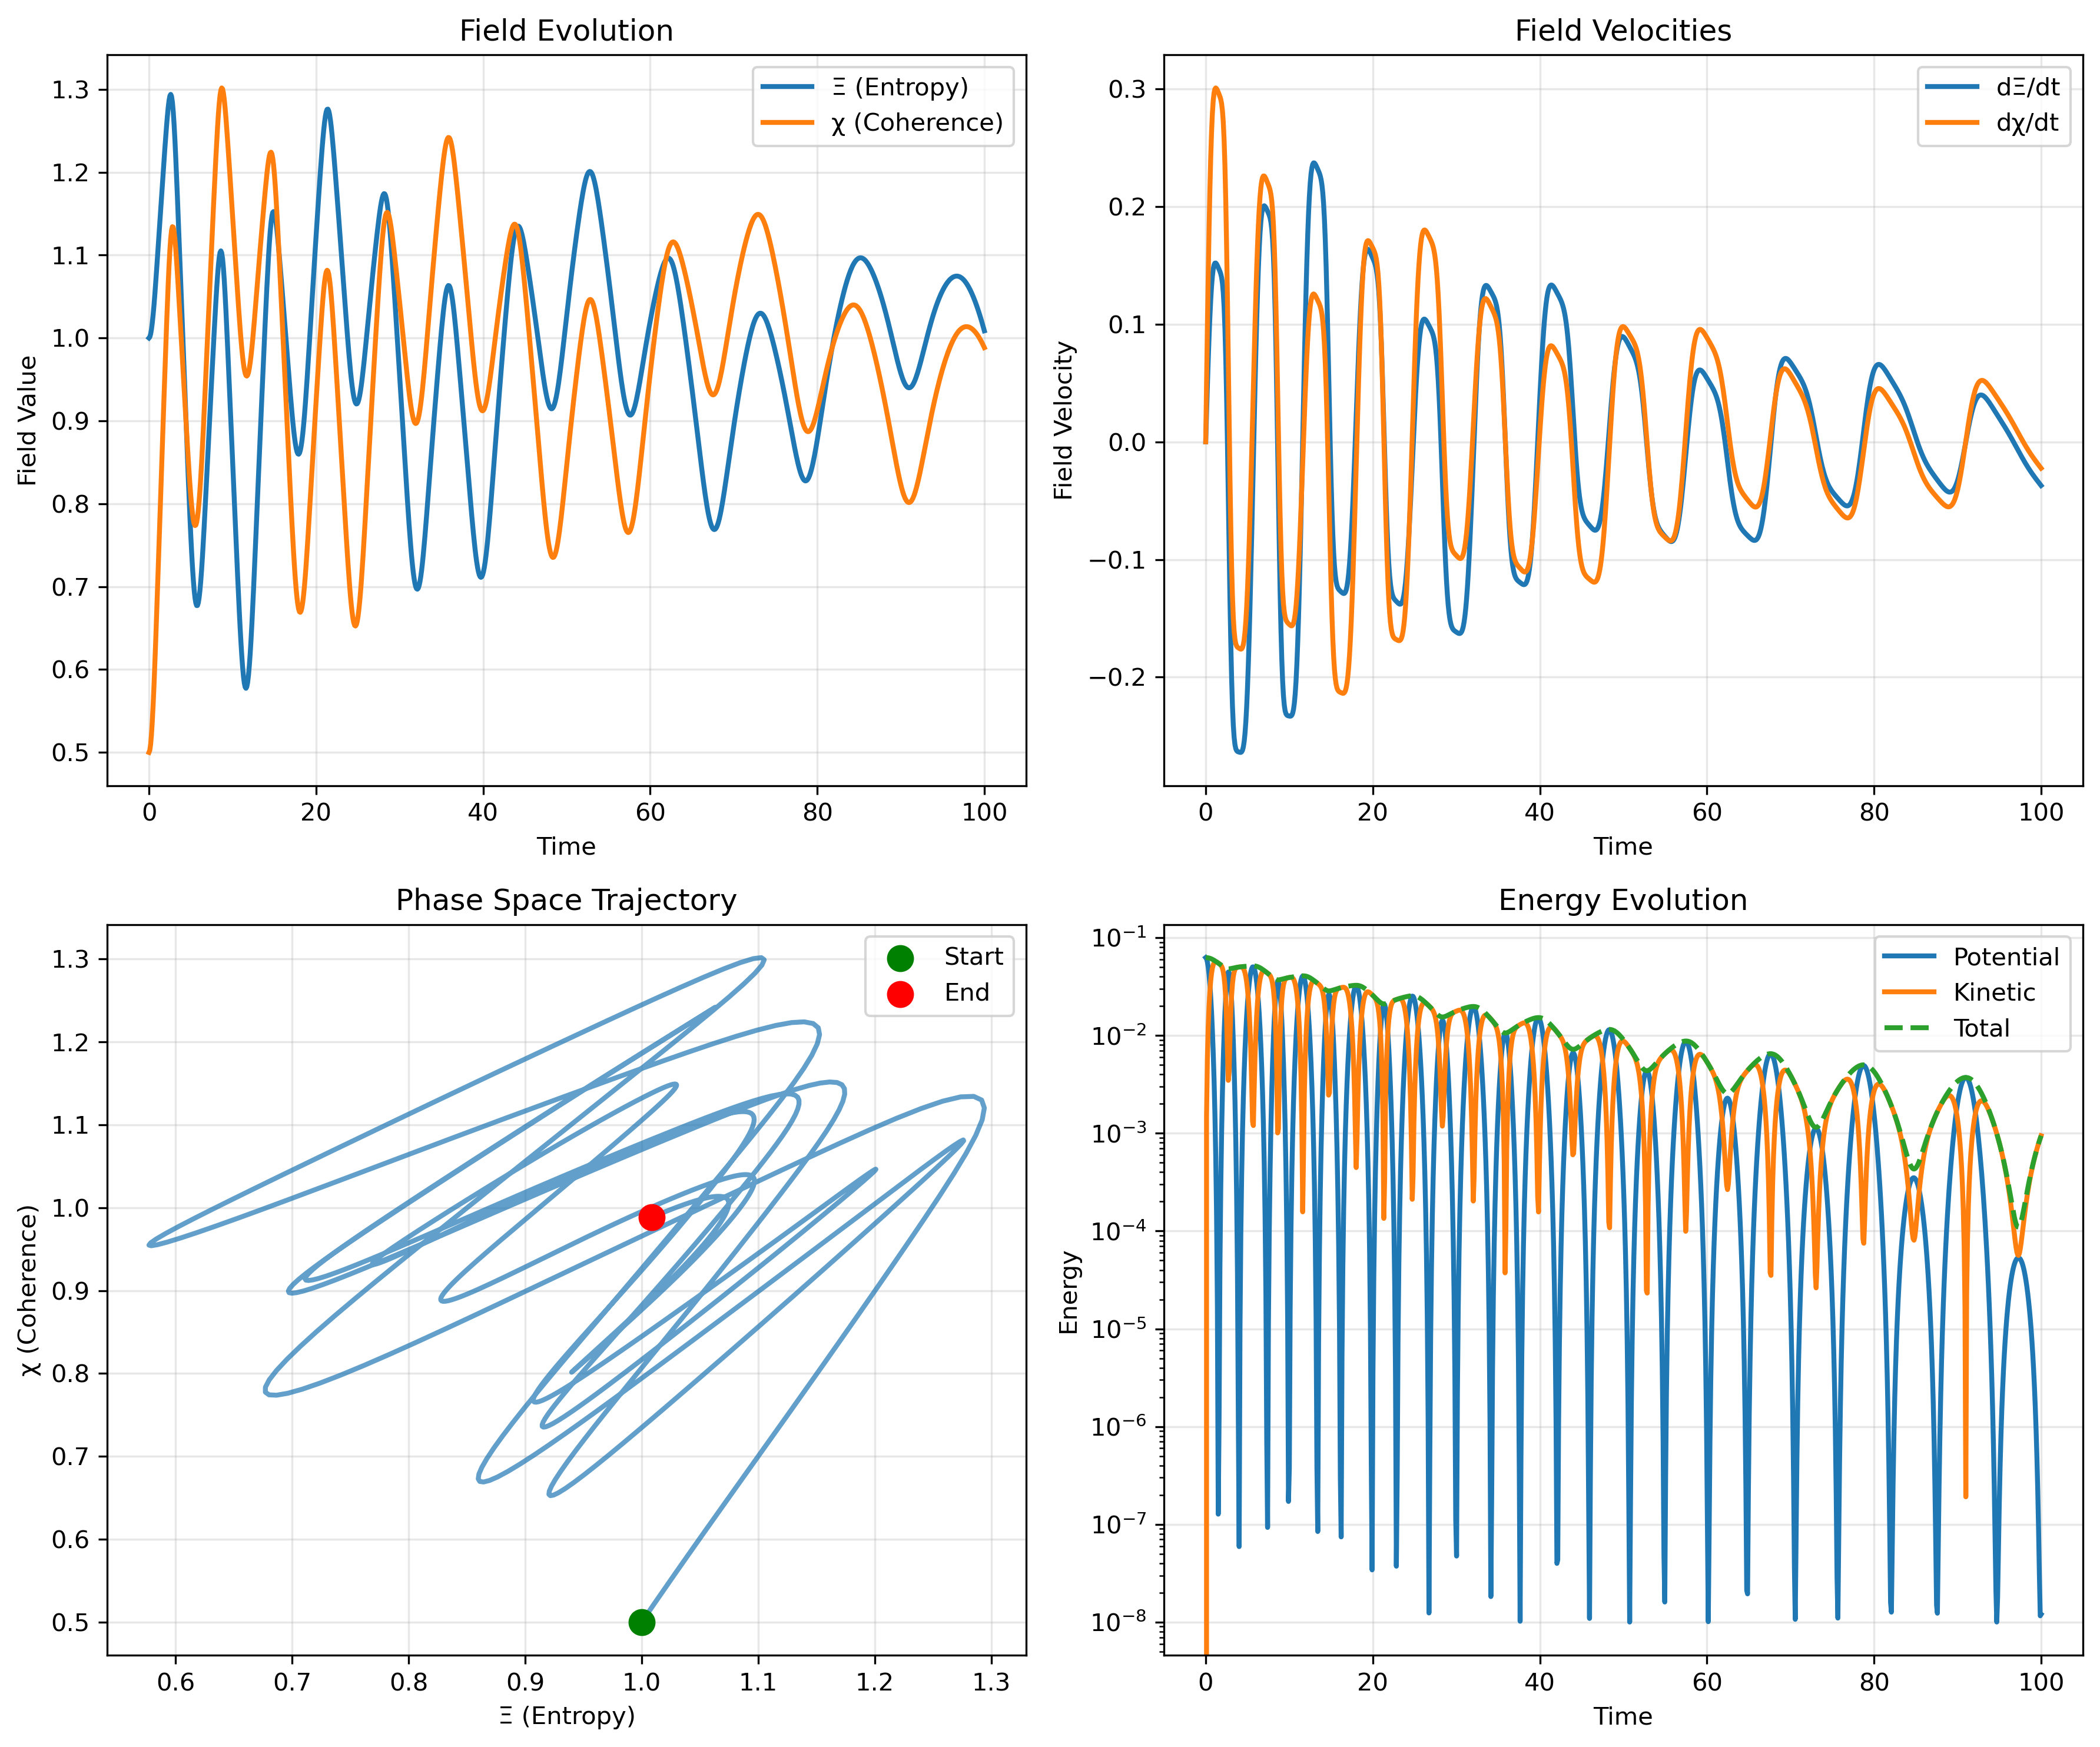 Field Evolution
Field Value
1.3
1.2
1.1
1.0
0.9
0.8
0.7
0.6
0.5
Ξ (Entropy)
χ (Coherence)
0 20 40 60 80 100
Time
Field Velocities
Field Velocity
0.3
0.2
0.1
0.0
−0.1
−0.2
dΞ/dt
dχ/dt
0 20 40 60 80 100
Time
Phase Space Trajectory
χ (Coherence)
1.3
1.2
1.1
1.0
0.9
0.8
0.7
0.6
0.5
Start
End
0.6 0.7 0.8 0.9 1.0 1.1 1.2 1.3
Ξ (Entropy)
Energy Evolution
Energy
10⁻¹
10⁻²
10⁻³
10⁻⁴
10⁻⁵
10⁻⁶
10⁻⁷
10⁻⁸
Potential
Kinetic
Total
0 20 40 60 80 100
Time